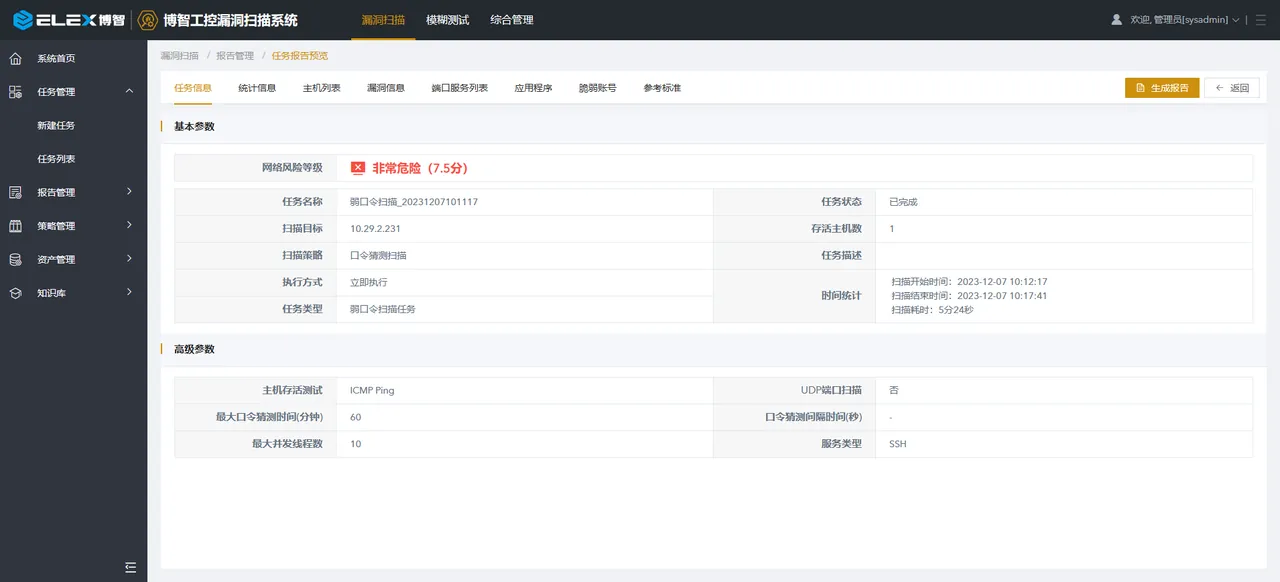 ELEX博智 博智工控漏洞扫描系统 漏洞扫描 模糊测试 综合管理 欢迎, 管理员[sysadmin]
系统首页
任务管理
新建任务
任务列表
报告管理
策略管理
资产管理
知识库
漏洞扫描 / 报告管理 / 任务报告预览
任务信息 统计信息 主机列表 漏洞信息 端口服务列表 应用程序 脆弱账号 参考标准 生成报告 返回
基本参数
网络风险等级 非常危险（7.5分）
任务名称 弱口令扫描_20231207101117 任务状态 已完成
扫描目标 10.29.2.231 存活主机数 1
扫描策略 口令猜测扫描 任务描述
执行方式 立即执行
任务类型 弱口令扫描任务
时间统计
扫描开始时间：2023-12-07 10:12:17
扫描结束时间：2023-12-07 10:17:41
扫描耗时：5分24秒
高级参数
主机存活测试 ICMP Ping UDP端口扫描 否
最大口令猜测时间(分钟) 60 口令猜测间隔时间(秒) -
最大并发线程数 10 服务类型 SSH